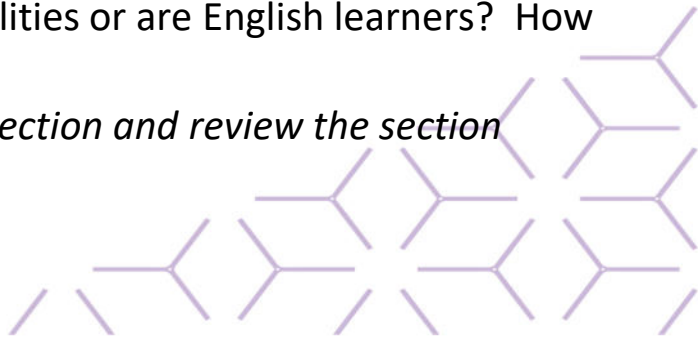 lities or are English learners?  How
ection and review the section